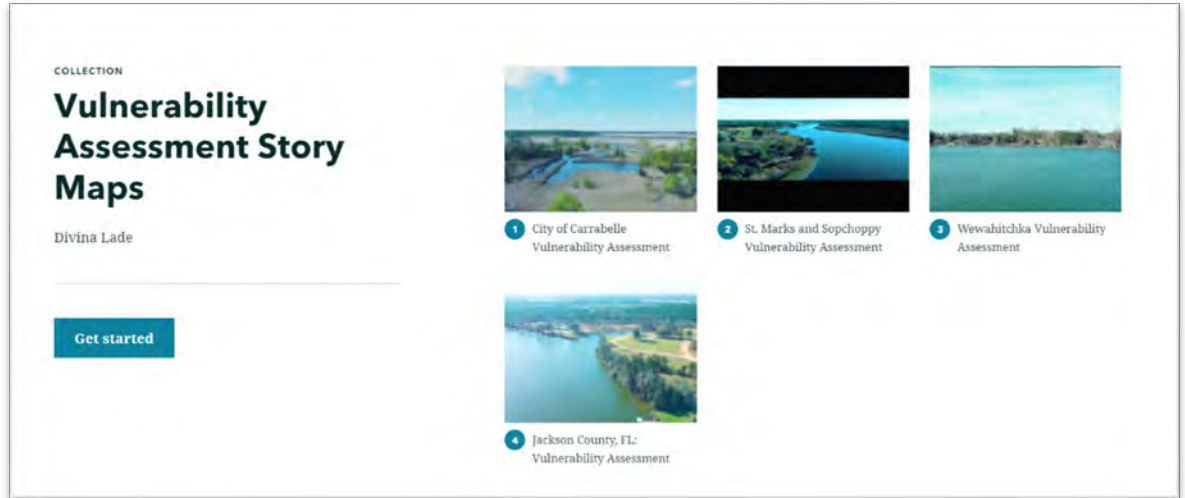 COLLECTION
Vulnerability
Assessment Story
Maps
Divina Lade
Get started
1 City of Carrabelle
Vulnerability Assessment
2 St. Marks and Sopchoppy
Vulnerability Assessment
3 Wewahitchka Vulnerability
Assessment
4 Jackson County, FL:
Vulnerability Assessment